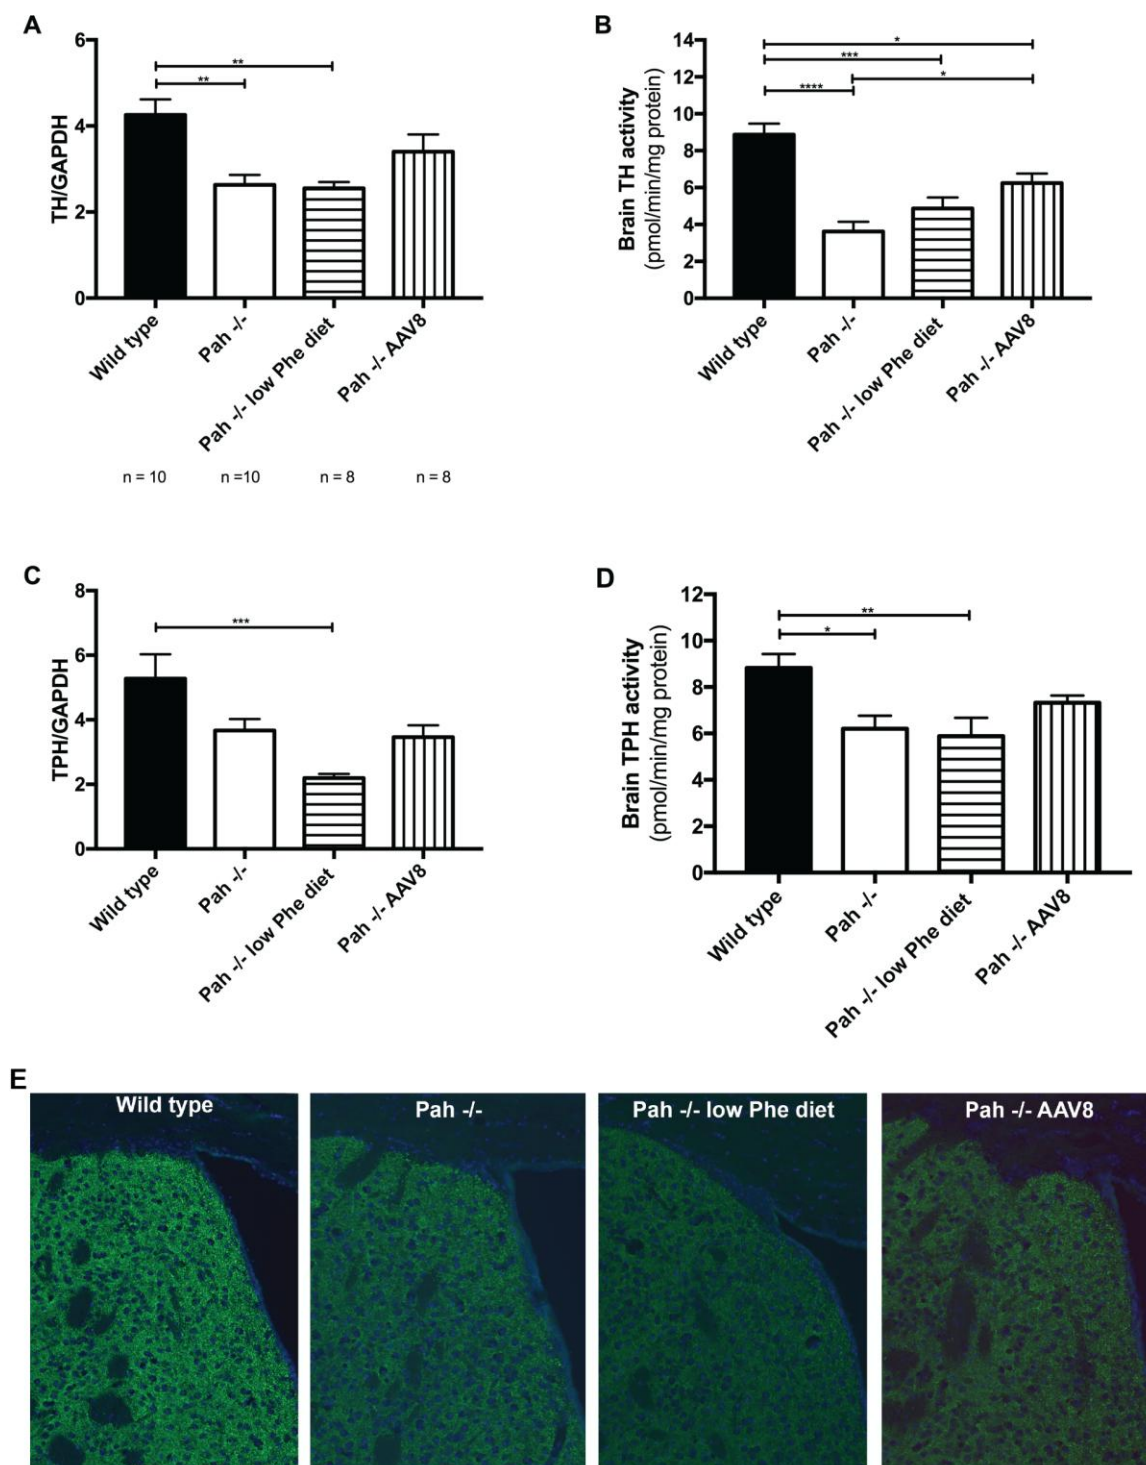 A
TH/GAPDH
6
4
2
0
**
**
Wild type
Pah -/-
Pah -/- low Phe diet
Pah -/- AAV8
n = 10
n =10
n = 8
n = 8
B
Brain TH activity
(pmol/min/mg protein)
14
12
10
8
6
4
2
0
*
***
*
****
Wild type
Pah -/-
Pah -/- low Phe diet
Pah -/- AAV8
C
TPH/GAPDH
8
6
4
2
0
***
Wild type
Pah -/-
Pah -/- low Phe diet
Pah -/- AAV8
D
Brain TPH activity
(pmol/min/mg protein)
12
10
8
6
4
2
0
**
*
Wild type
Pah -/-
Pah -/- low Phe diet
Pah -/- AAV8
E
Wild type
Pah -/-
Pah -/- low Phe diet
Pah -/- AAV8